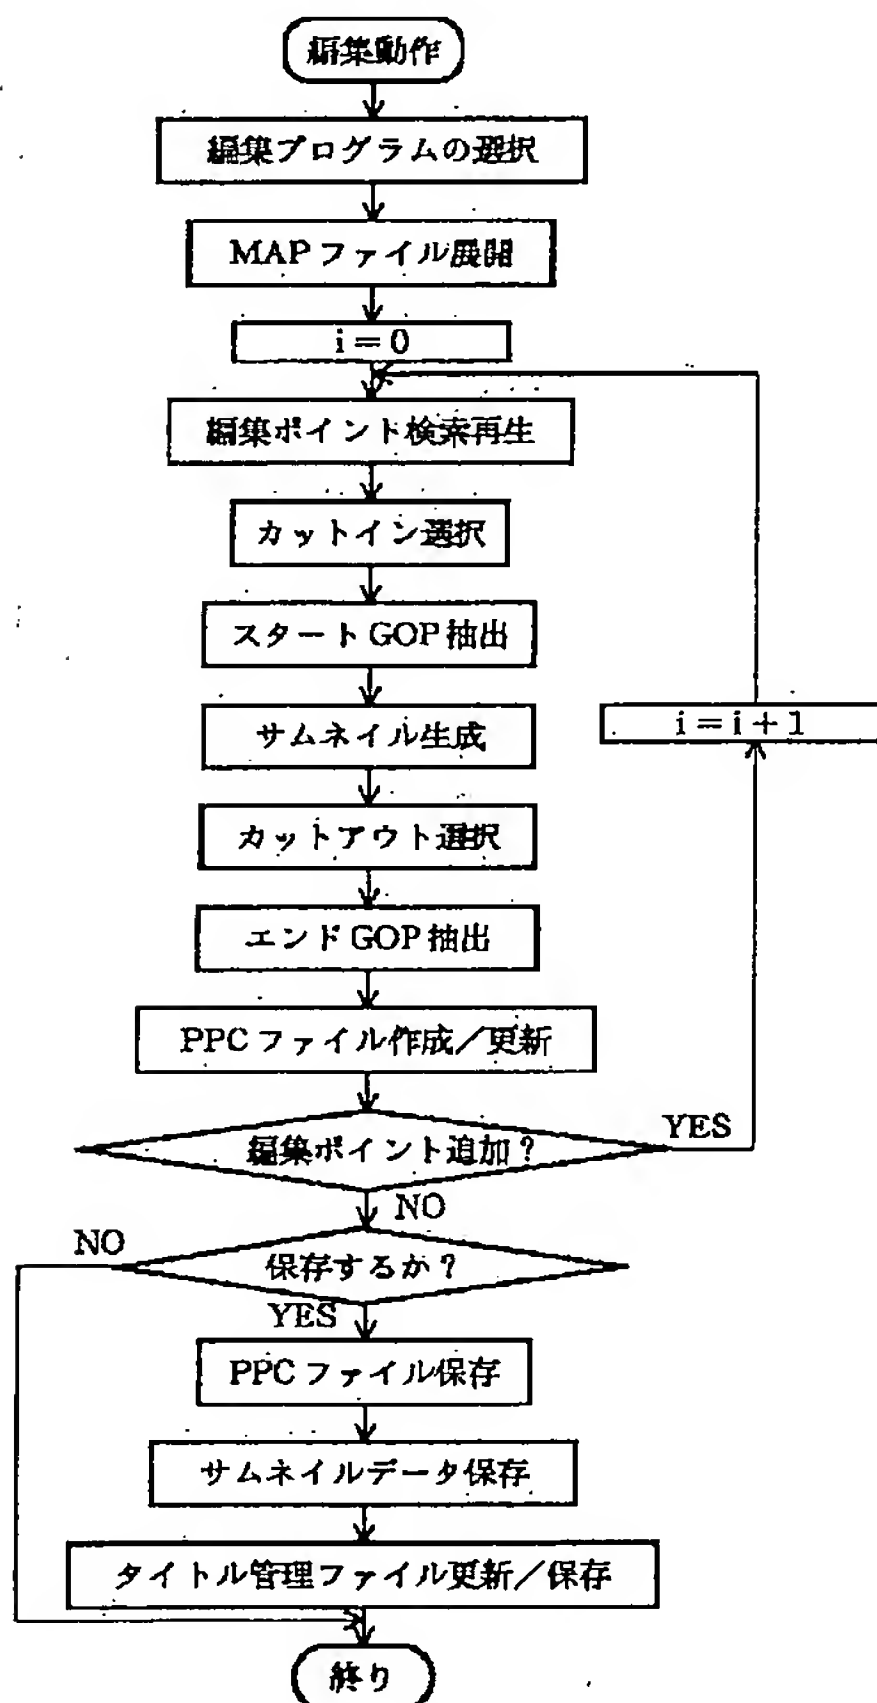 編集動作
編集プログラムの選択
MAPファイル展開
i=0
編集ポイント検索再生
カットイン選択
スタートGOP抽出
サムネイル生成
i=i+1
カットアウト選択
エンドGOP抽出
PPCファイル作成/更新
編集ポイント追加?
YES
NO
保存するか?
NO
YES
PPCファイル保存
サムネイルデータ保存
タイトル管理ファイル更新/保存
終り